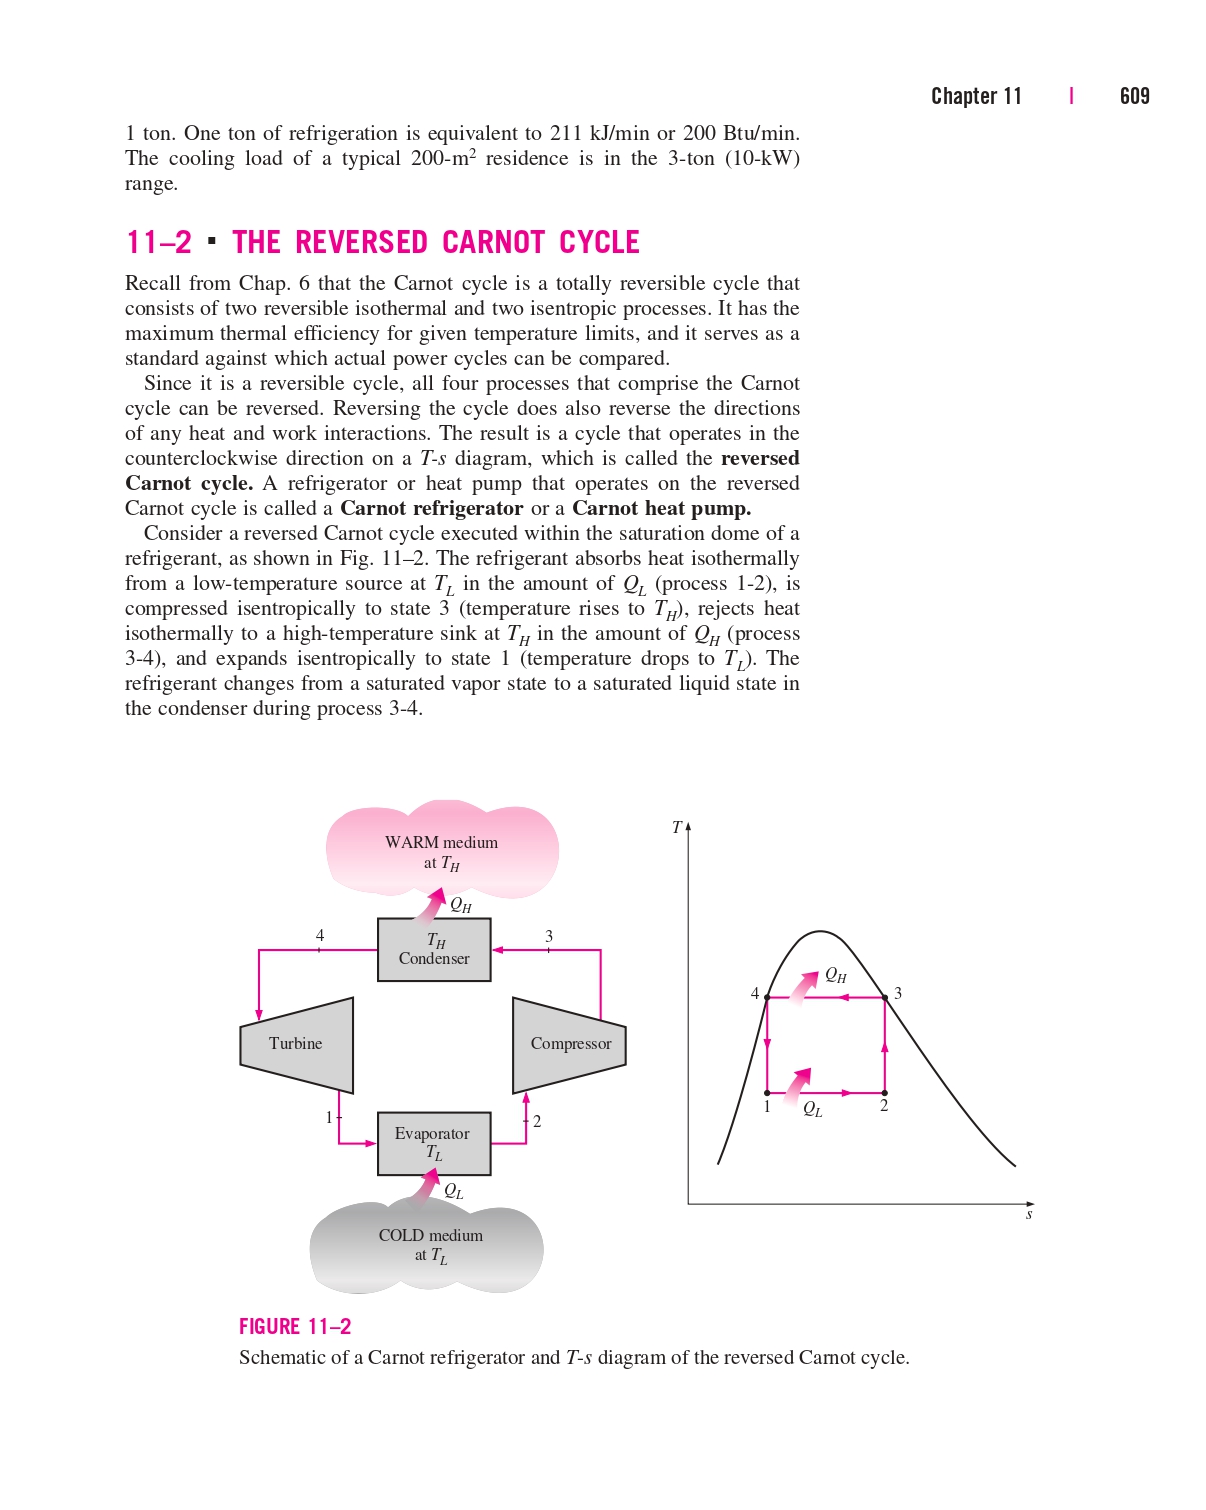 Chapter 11 | 609
1 ton. One ton of refrigeration is equivalent to 211 kJ/min or 200 Btu/min.
The cooling load of a typical 200-m² residence is in the 3-ton (10-kW)
range.
11–2 ▪ THE REVERSED CARNOT CYCLE
Recall from Chap. 6 that the Carnot cycle is a totally reversible cycle that
consists of two reversible isothermal and two isentropic processes. It has the
maximum thermal efficiency for given temperature limits, and it serves as a
standard against which actual power cycles can be compared.
Since it is a reversible cycle, all four processes that comprise the Carnot
cycle can be reversed. Reversing the cycle does also reverse the directions
of any heat and work interactions. The result is a cycle that operates in the
counterclockwise direction on a T-s diagram, which is called the reversed
Carnot cycle. A refrigerator or heat pump that operates on the reversed
Carnot cycle is called a Carnot refrigerator or a Carnot heat pump.
Consider a reversed Carnot cycle executed within the saturation dome of a
refrigerant, as shown in Fig. 11–2. The refrigerant absorbs heat isothermally
from a low-temperature source at T_L in the amount of Q_L (process 1-2), is
compressed isentropically to state 3 (temperature rises to T_H), rejects heat
isothermally to a high-temperature sink at T_H in the amount of Q_H (process
3-4), and expands isentropically to state 1 (temperature drops to T_L). The
refrigerant changes from a saturated vapor state to a saturated liquid state in
the condenser during process 3-4.
WARM medium
at T_H
Q_H
4
T_H
Condenser
3
Turbine
Compressor
1
Evaporator
T_L
2
Q_L
COLD medium
at T_L
T
Q_H
4
3
1
Q_L
2
s
FIGURE 11–2
Schematic of a Carnot refrigerator and T-s diagram of the reversed Carnot cycle.